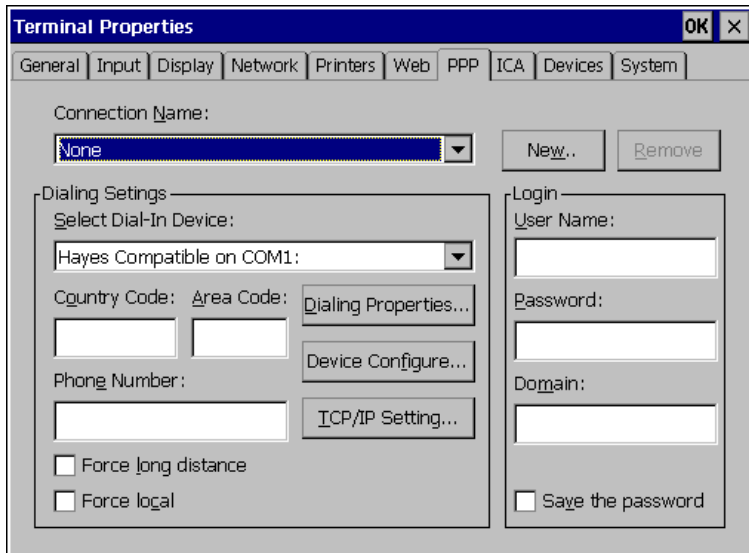 Terminal Properties OK ×
General Input Display Network Printers Web PPP ICA Devices System
Connection Name:
None New.. Remove
Dialing Setings
Select Dial-In Device:
Hayes Compatible on COM1:
Country Code: Area Code: Dialing Properties...
Device Configure...
Phone Number:
TCP/IP Setting...
Force long distance
Force local
Login
User Name:
Password:
Domain:
Save the password